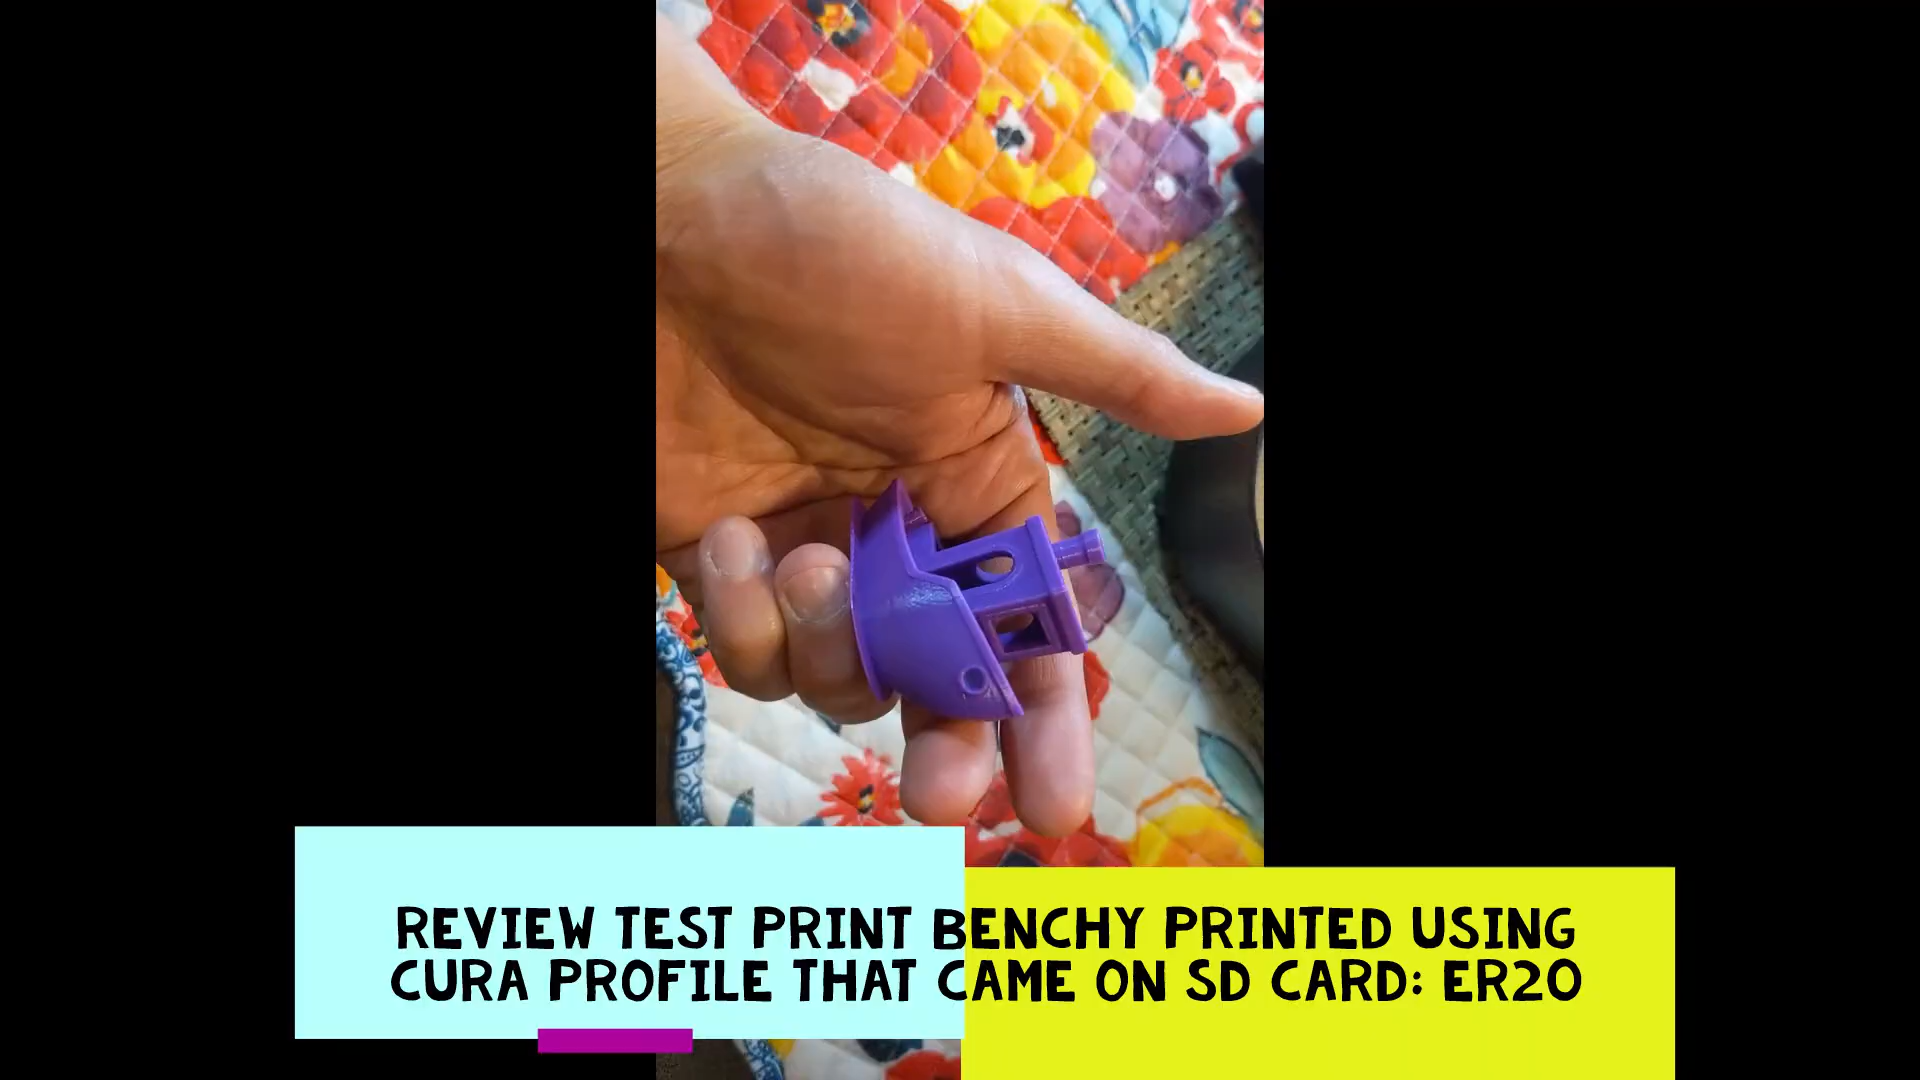 REVIEW TEST PRINT BENCHY PRINTED USING
CURA PROFILE THAT CAME ON SD CARD: ER20